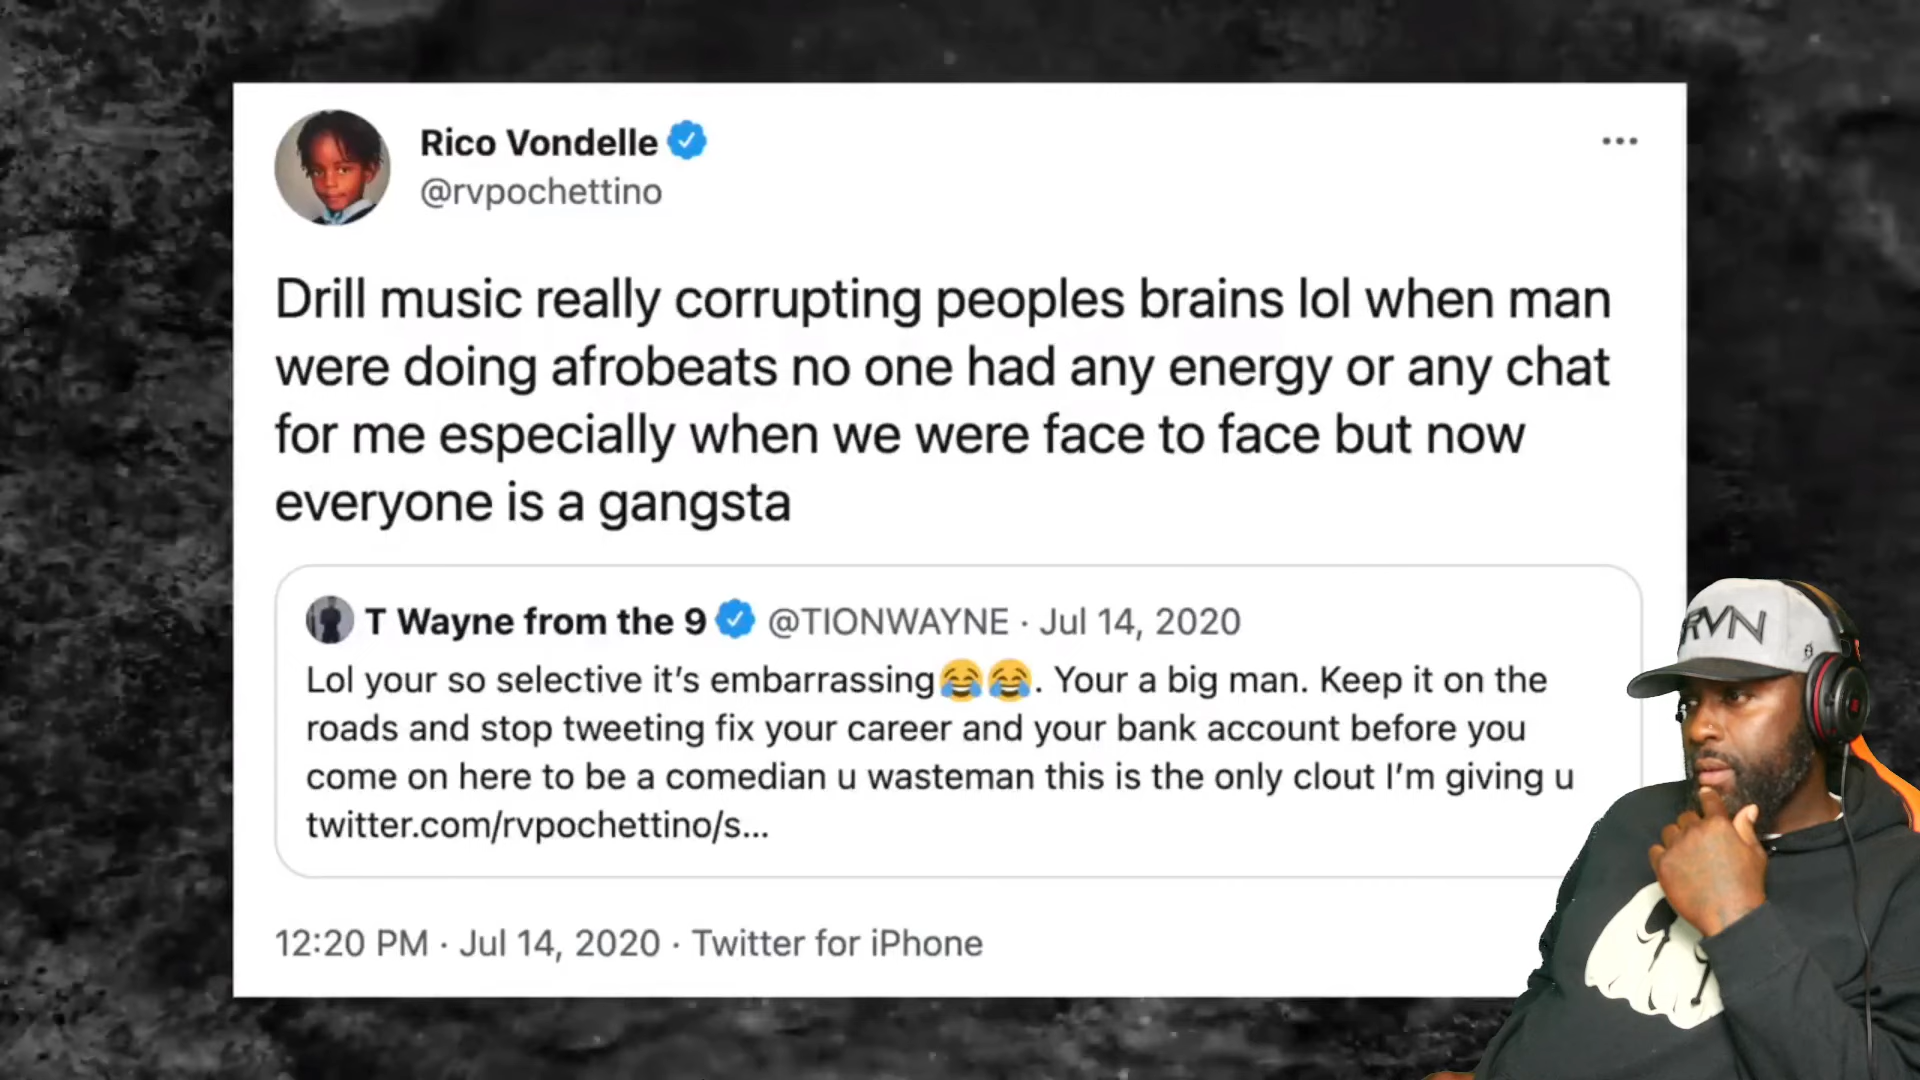 Rico Vondelle
@rvpochettino
Drill music really corrupting peoples brains lol when man
were doing afrobeats no one had any energy or any chat
for me especially when we were face to face but now
everyone is a gangsta
T Wayne from the 9 @TIONWAYNE · Jul 14, 2020
Lol your so selective it’s embarrassing😂😂. Your a big man. Keep it on the
roads and stop tweeting fix your career and your bank account before you
come on here to be a comedian u wasteman this is the only clout I’m giving u
twitter.com/rvpochettino/s...
12:20 PM · Jul 14, 2020 · Twitter for iPhone
RVN